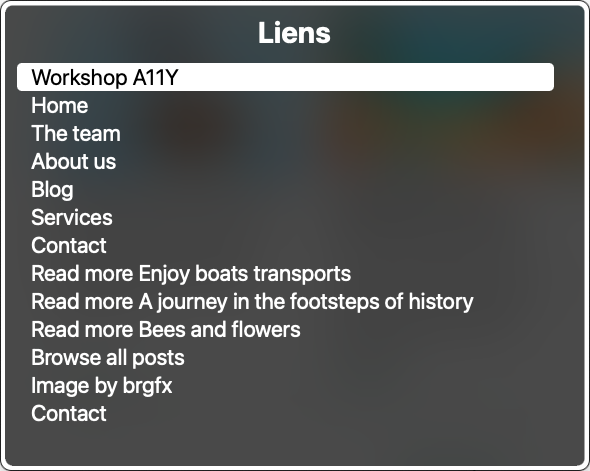 Liens
Workshop A11Y
Home
The team
About us
Blog
Services
Contact
Read more Enjoy boats transports
Read more A journey in the footsteps of history
Read more Bees and flowers
Browse all posts
Image by brgfx
Contact